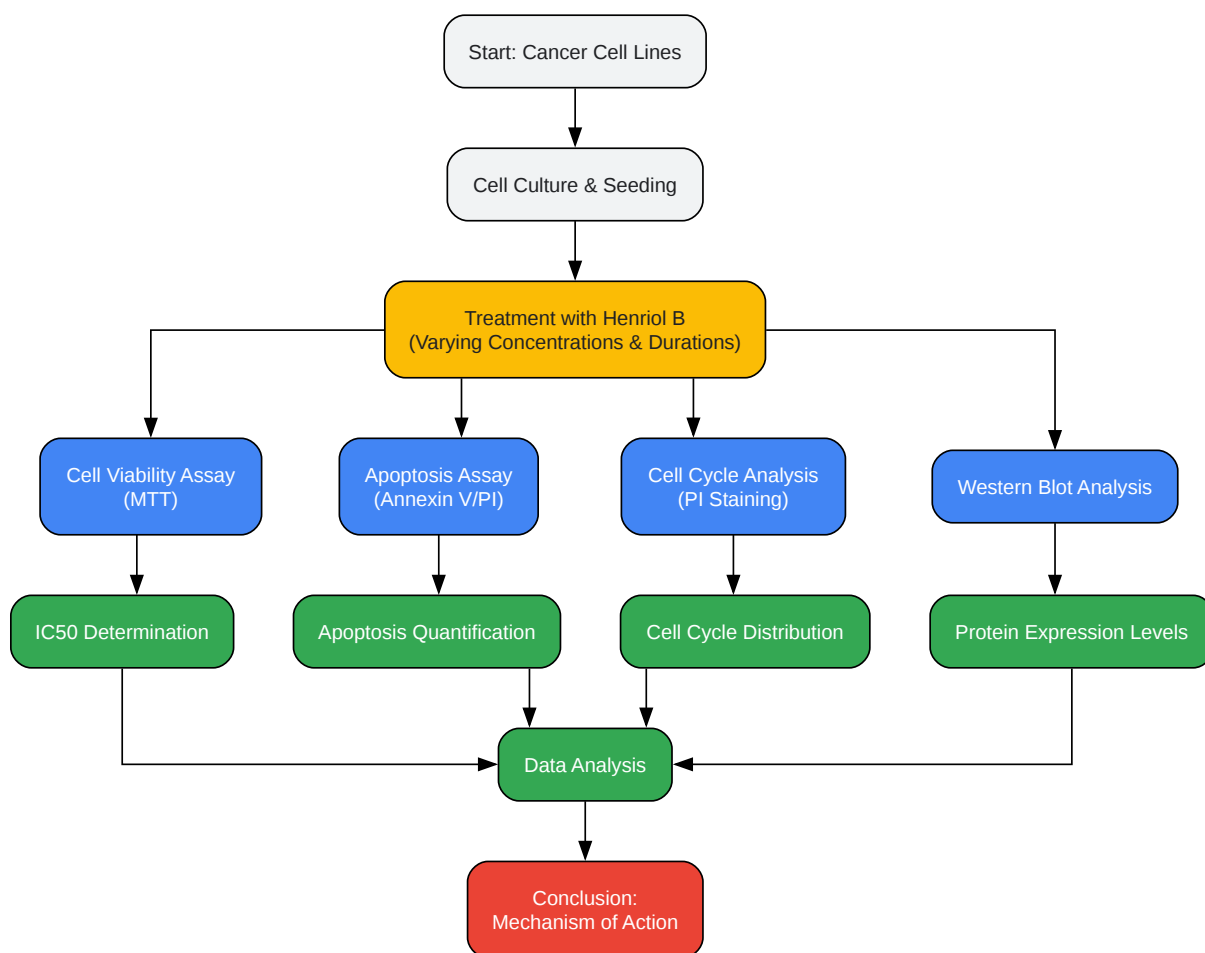 Start: Cancer Cell Lines
Cell Culture & Seeding
Treatment with Henriol B
(Varying Concentrations & Durations)
Cell Viability Assay
(MTT)
Apoptosis Assay
(Annexin V/PI)
Cell Cycle Analysis
(PI Staining)
Western Blot Analysis
IC50 Determination
Apoptosis Quantification
Cell Cycle Distribution
Protein Expression Levels
Data Analysis
Conclusion:
Mechanism of Action